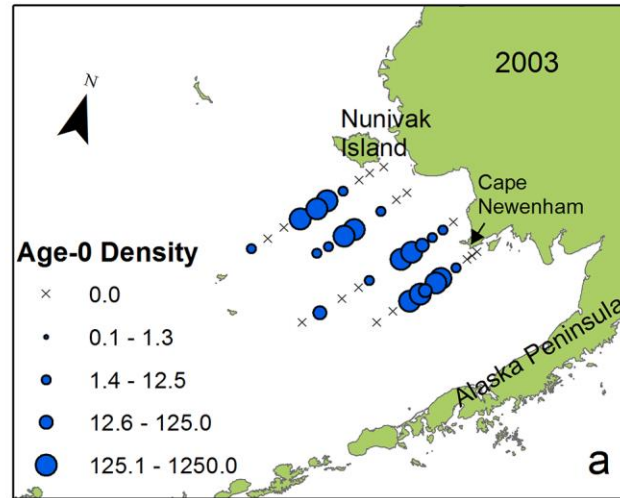 2003
N
Nunivak
Island
Cape
Newenham
Age-0 Density
0.0
0.1 - 1.3
1.4 - 12.5
12.6 - 125.0
125.1 - 1250.0
Alaska Peninsula
a